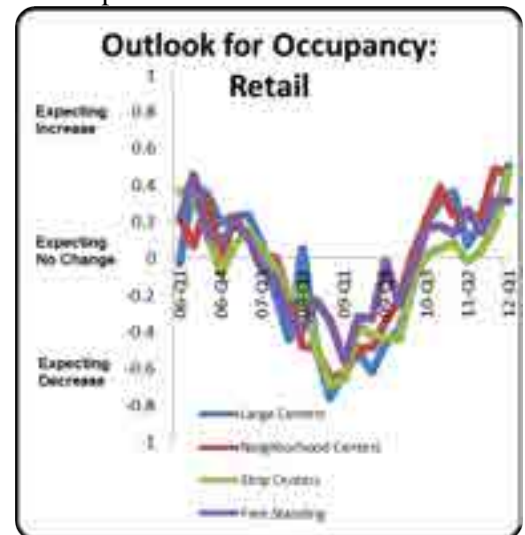 Outlook for Occupancy:
Retail
1
Expecting
Increase
0.8
0.6
0.4
0.2
Expecting
No Change
0
-0.2
-0.4
Expecting
Decrease
-0.6
-0.8
1
06-Q1
06-Q4
07-Q3
09-Q1
10-Q3
11-Q2
12-Q1
Large Centers
Neighborhood Centers
Strip Centers
Free Standing